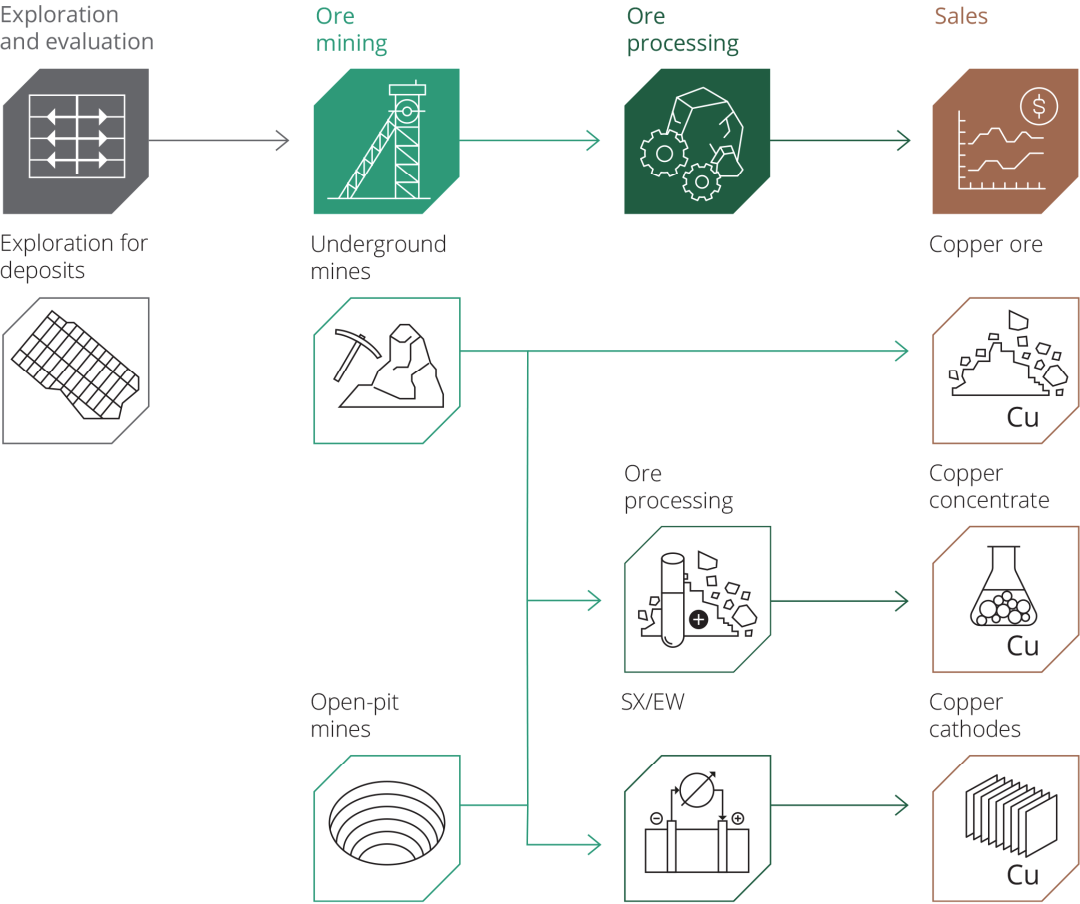 Exploration
and evaluation
Ore
mining
Ore
processing
Sales
$
Exploration for
deposits
Underground
mines
Copper ore
Cu
Ore
processing
Copper
concentrate
+
Cu
Open-pit
mines
SX/EW
Copper
cathodes
− +
Cu